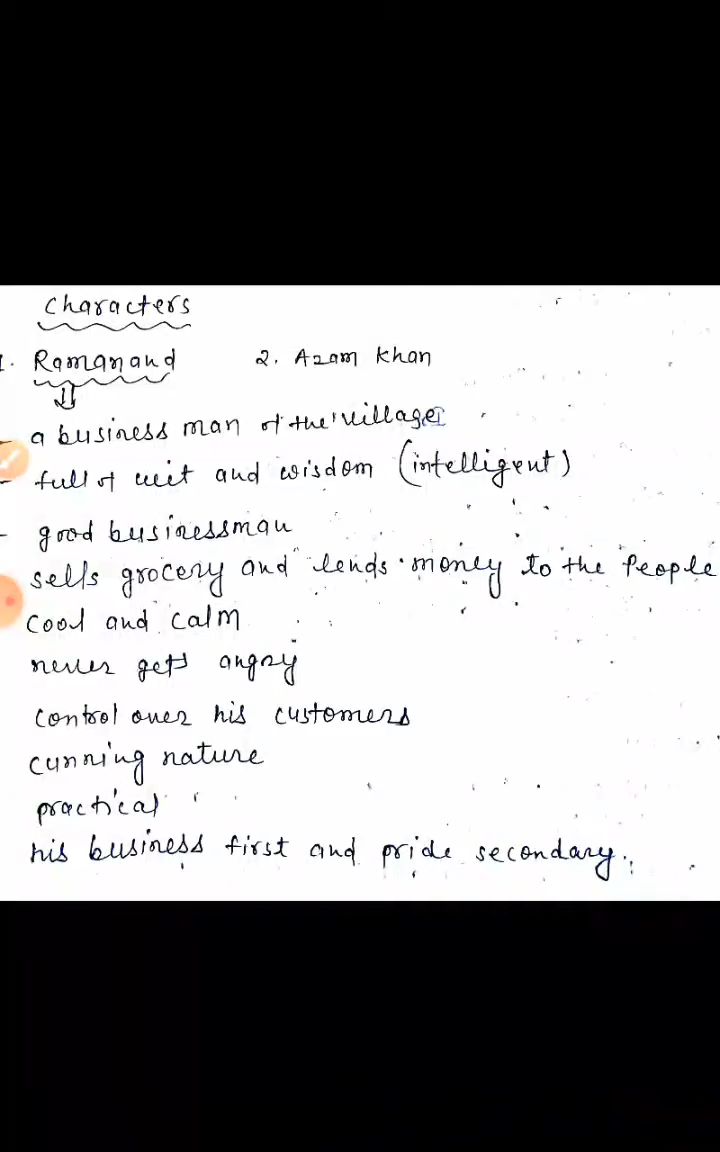 Characters
1. Ramanand 2. Azam Khan
- a business man of the village
- full of wit and wisdom (intelligent)
- good businessman
sells grocery and lends money to the People
cool and calm
never gets angry
control over his customers
cunning nature
practical
his business first and pride secondary.